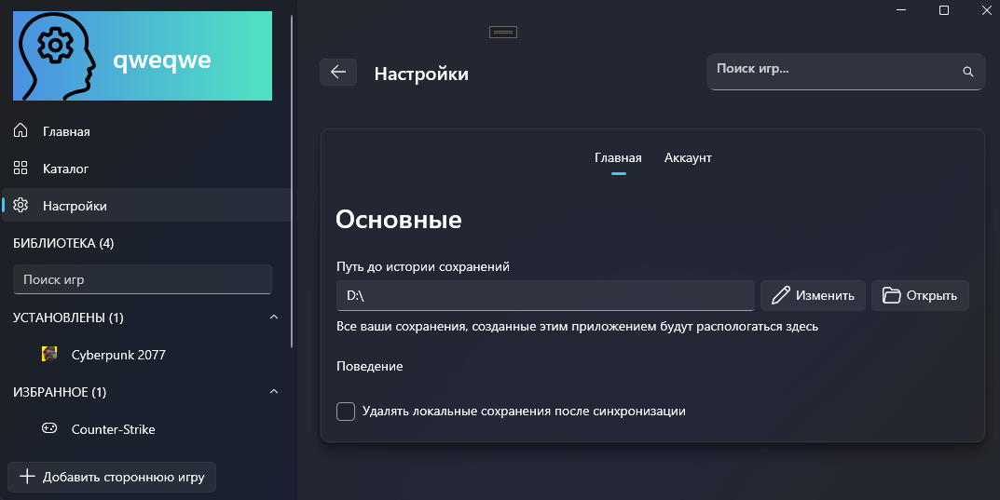 qweqwe
Главная
Каталог
Настройки
БИБЛИОТЕКА (4)
Поиск игр
УСТАНОВЛЕНЫ (1)
Cyberpunk 2077
ИЗБРАННОЕ (1)
Counter-Strike
Добавить стороннюю игру
Настройки
Поиск игр...
Главная Аккаунт
Основные
Путь до истории сохранений
D:\ Изменить Открыть
Все ваши сохранения, созданные этим приложением будут распологаться здесь
Поведение
Удалять локальные сохранения после синхронизации